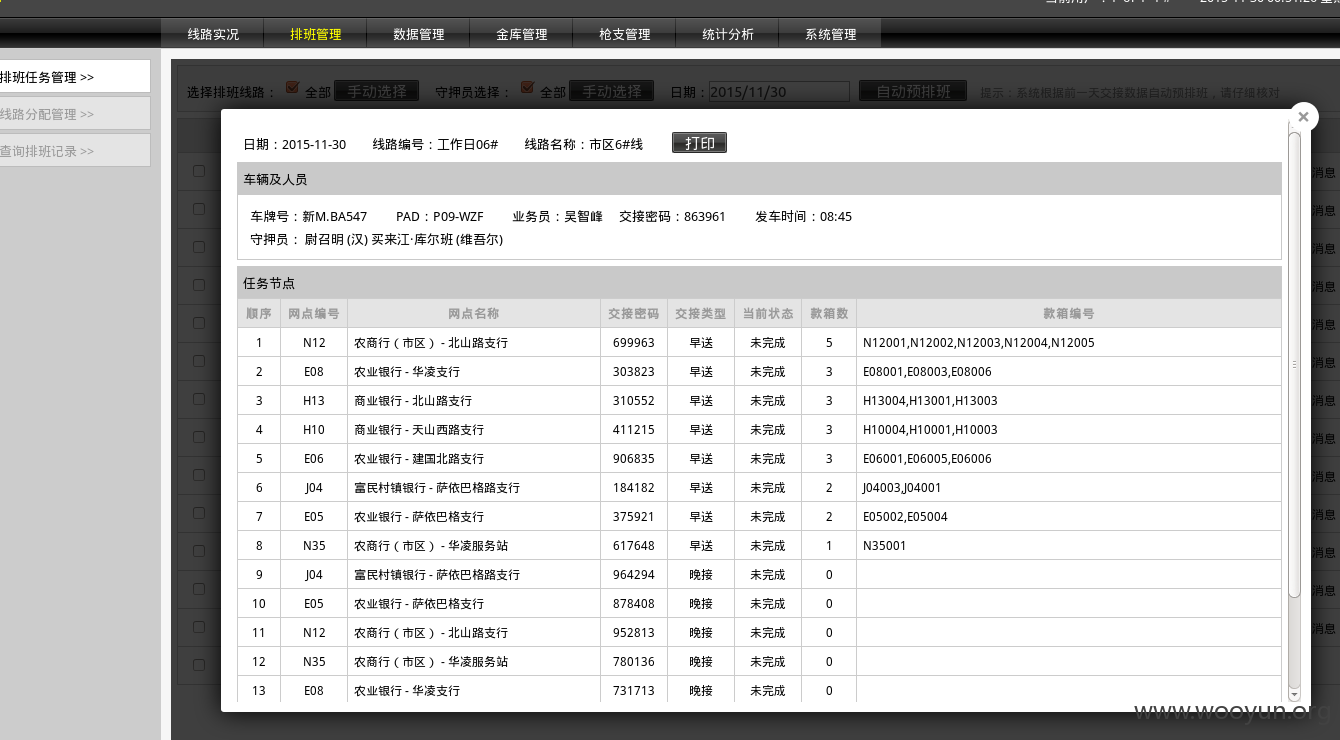 线路实况 排班管理 数据管理 金库管理 枪支管理 统计分析 系统管理
排班任务管理 >>
线路分配管理 >>
查询排班记录 >>
选择排班线路： 全部 手动选择 守押员选择： 全部 手动选择 日期：2015/11/30 自动预排班 提示：系统根据前一天交接数据自动预排班，请仔细核对
日期：2015-11-30 线路编号：工作日06# 线路名称：市区6#线 打印
车辆及人员
车牌号：新M.BA547 PAD：P09-WZF 业务员：吴智峰 交接密码：863961 发车时间：08:45
守押员： 尉召明 (汉) 买来江·库尔班 (维吾尔)
任务节点
顺序 网点编号 网点名称 交接密码 交接类型 当前状态 款箱数 款箱编号
1 N12 农商行（市区） - 北山路支行 699963 早送 未完成 5 N12001,N12002,N12003,N12004,N12005
2 E08 农业银行 - 华凌支行 303823 早送 未完成 3 E08001,E08003,E08006
3 H13 商业银行 - 北山路支行 310552 早送 未完成 3 H13004,H13001,H13003
4 H10 商业银行 - 天山西路支行 411215 早送 未完成 3 H10004,H10001,H10003
5 E06 农业银行 - 建国北路支行 906835 早送 未完成 3 E06001,E06005,E06006
6 J04 富民村镇银行 - 萨依巴格路支行 184182 早送 未完成 2 J04003,J04001
7 E05 农业银行 - 萨依巴格支行 375921 早送 未完成 2 E05002,E05004
8 N35 农商行（市区） - 华凌服务站 617648 早送 未完成 1 N35001
9 J04 富民村镇银行 - 萨依巴格路支行 964294 晚接 未完成 0
10 E05 农业银行 - 萨依巴格支行 878408 晚接 未完成 0
11 N12 农商行（市区） - 北山路支行 952813 晚接 未完成 0
12 N35 农商行（市区） - 华凌服务站 780136 晚接 未完成 0
13 E08 农业银行 - 华凌支行 731713 晚接 未完成 0
消息
消息
消息
消息
消息
消息
消息
消息
消息
消息
消息
消息
消息
www.wooyun.org